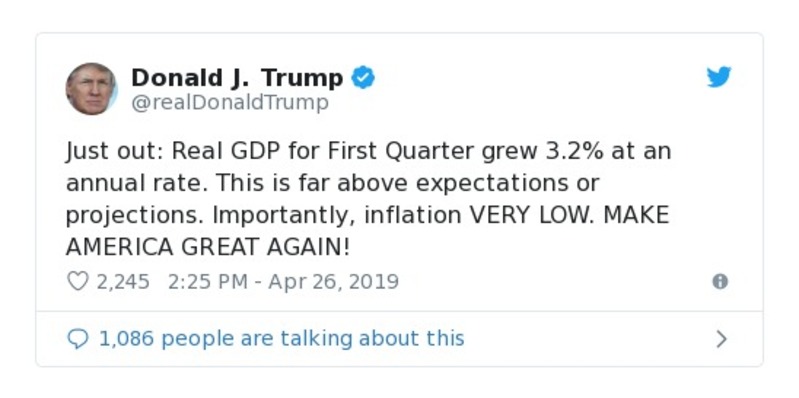 Donald J. Trump
@realDonaldTrump
Just out: Real GDP for First Quarter grew 3.2% at an
annual rate. This is far above expectations or
projections. Importantly, inflation VERY LOW. MAKE
AMERICA GREAT AGAIN!
2,245 2:25 PM - Apr 26, 2019
1,086 people are talking about this